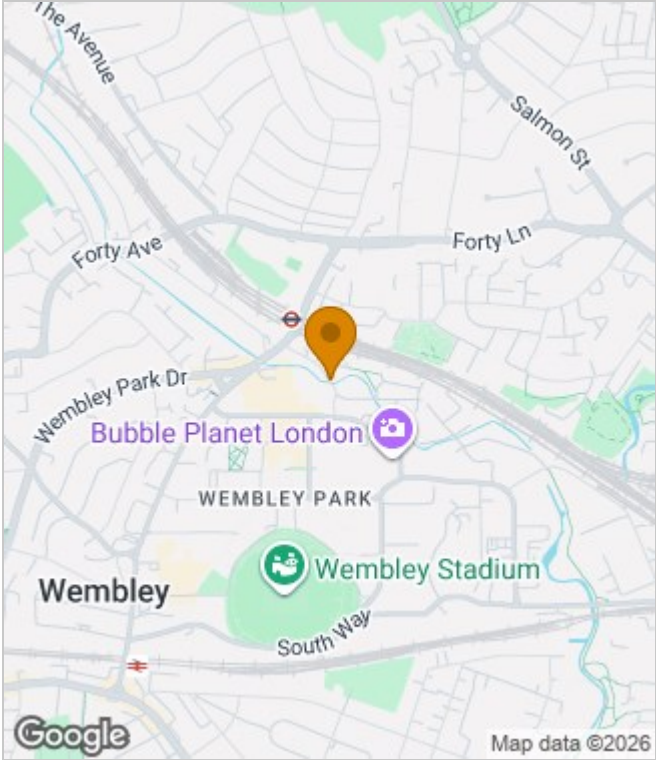 The Avenue
Salmon St
Forty Ave
Forty Ln
Wembley Park Dr
Bubble Planet London
WEMBLEY PARK
Wembley Stadium
Wembley
South Way
Google
Map data ©2026